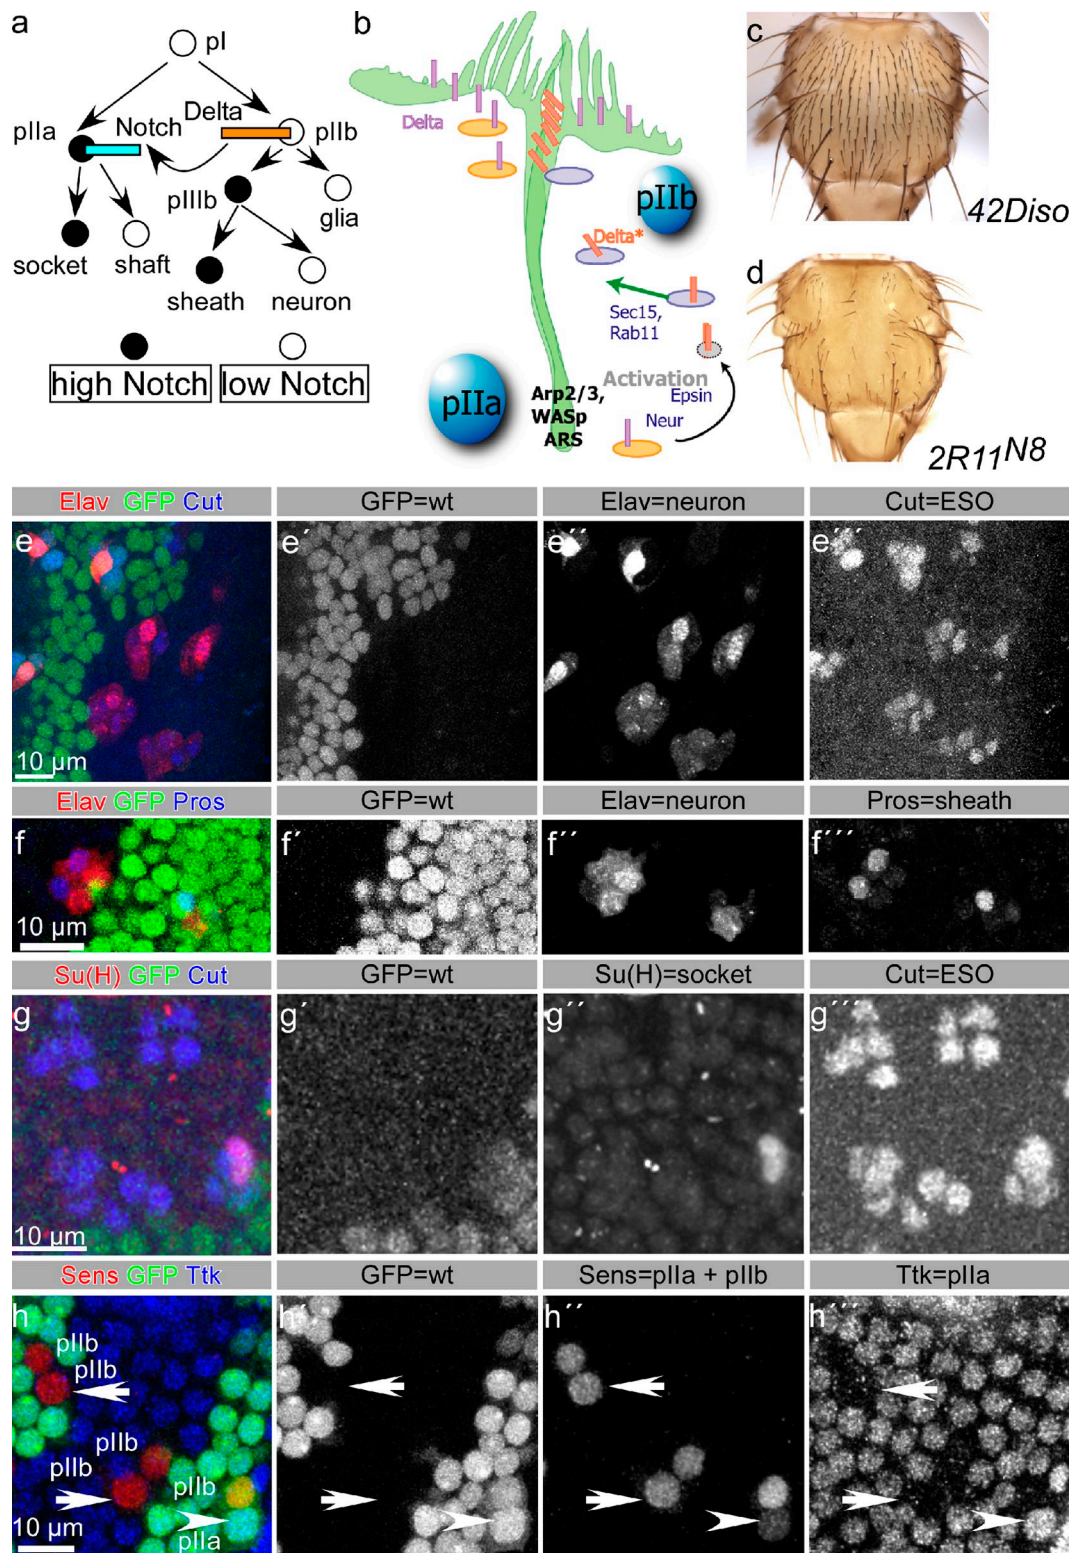 a
pI
pIIa
Notch
Delta
pIIb
pIIIb
glia
socket
shaft
sheath
neuron
high Notch
low Notch
b
Delta
pIIb
Delta*
Sec15,
Rab11
Activation
Epsin
Neur
pIIa
Arp2/3,
WASp
ARS
c
42Diso
d
2R11N8
Elav GFP Cut
GFP=wt
Elav=neuron
Cut=ESO
e
e´
e´´
e´´´
10 µm
Elav GFP Pros
GFP=wt
Elav=neuron
Pros=sheath
f
f´
f´´
f´´´
10 µm
Su(H) GFP Cut
GFP=wt
Su(H)=socket
Cut=ESO
g
g´
g´´
g´´´
10 µm
Sens GFP Ttk
GFP=wt
Sens=pIIa + pIIb
Ttk=pIIa
h
h´
h´´
h´´´
pIIb
pIIb
pIIb
pIIb
pIIb
pIIa
10 µm